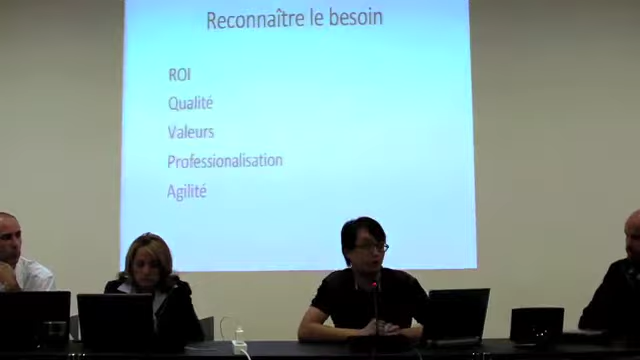 Reconnaître le besoin
ROI
Qualité
Valeurs
Professionalisation
Agilité